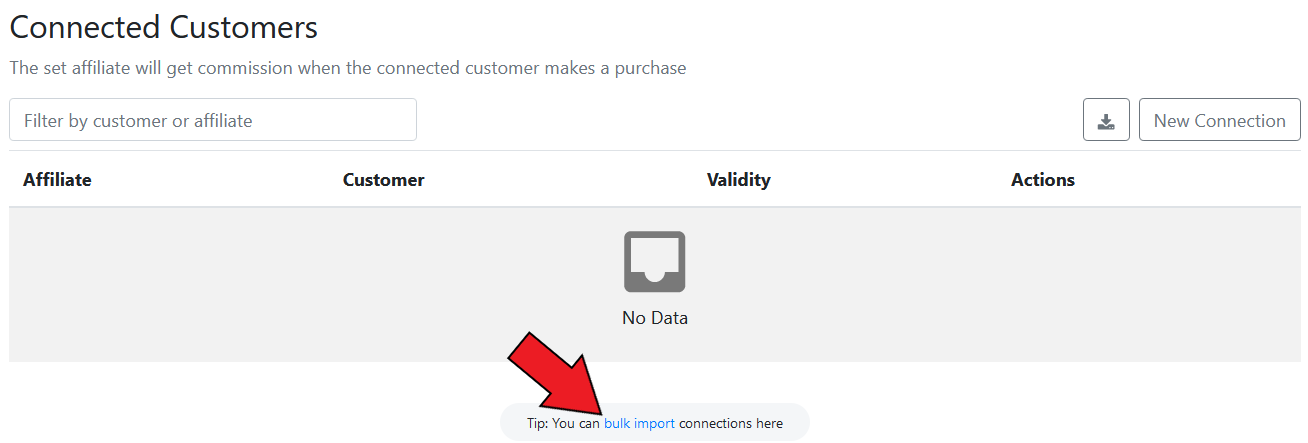 Connected Customers
The set affiliate will get commission when the connected customer makes a purchase
Filter by customer or affiliate
New Connection
Affiliate Customer Validity Actions
No Data
Tip: You can bulk import connections here